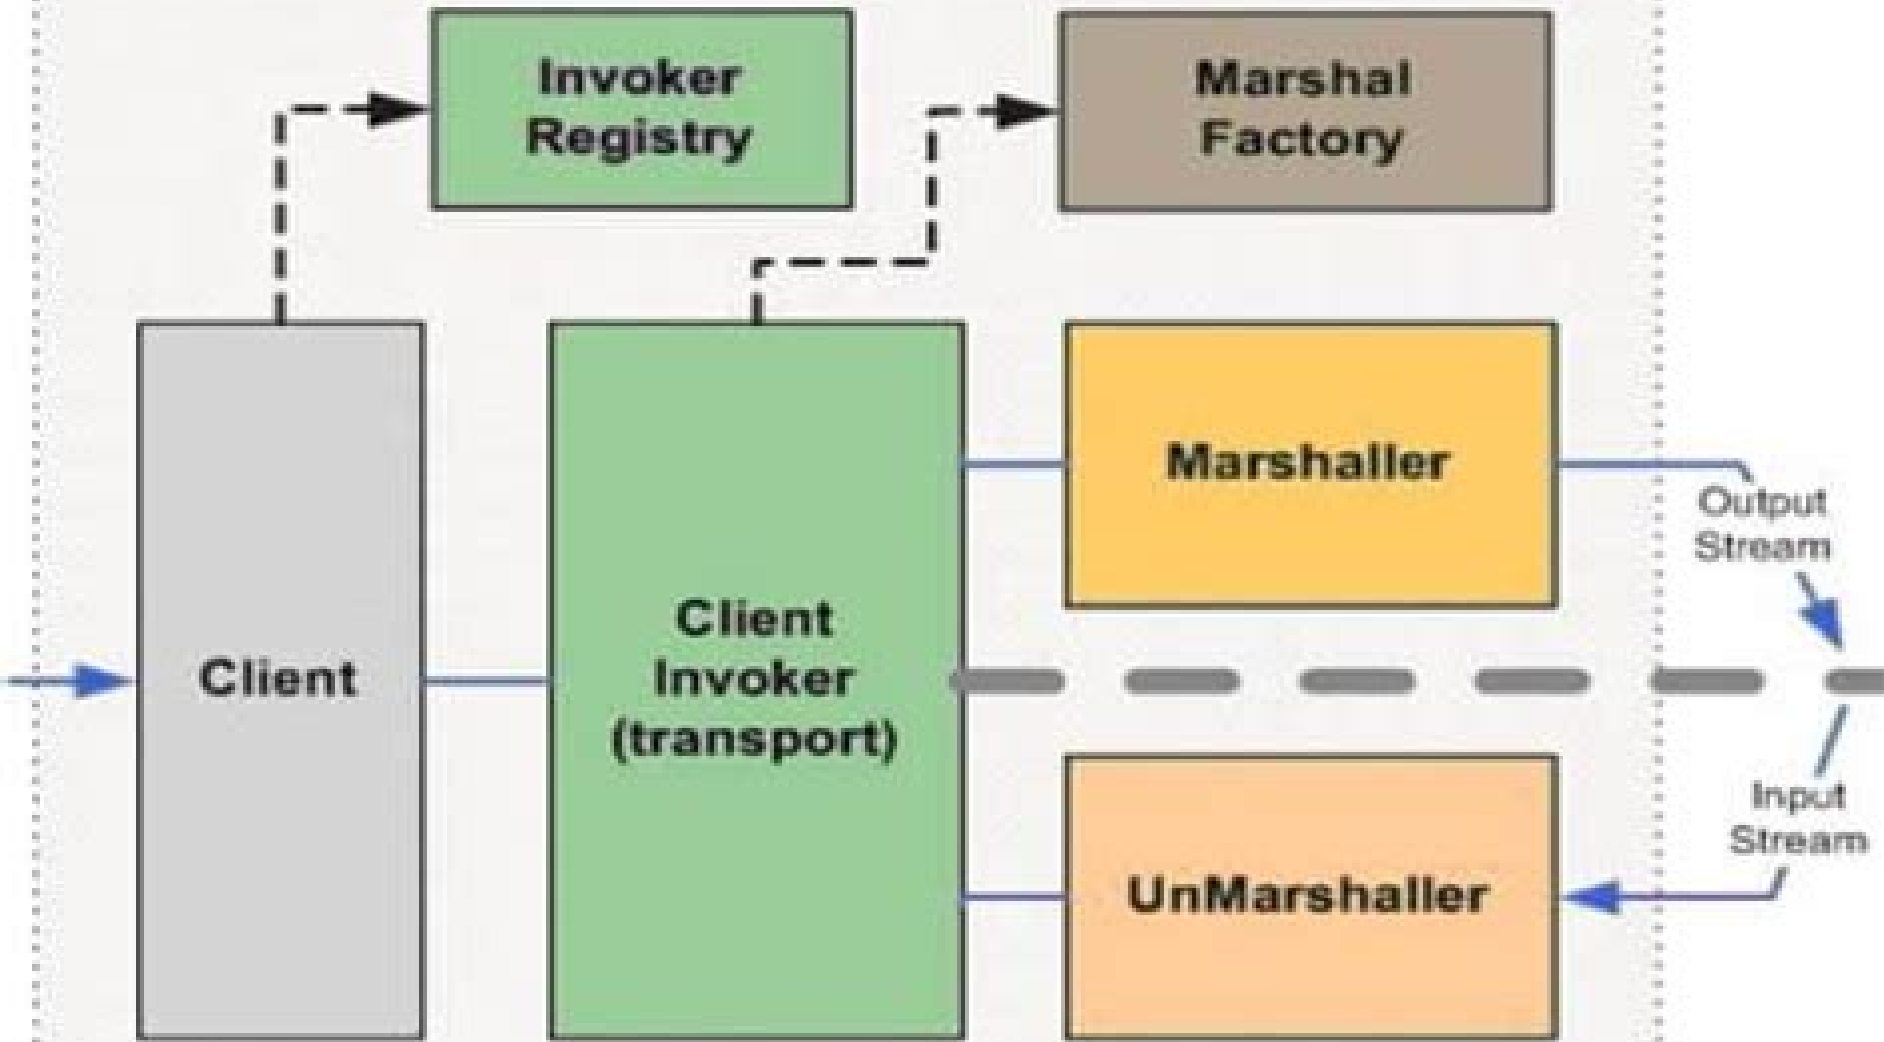 Invoker
Registry
Marshal
Factory
Marshaller
Output
Stream
Client
Client
Invoker
(transport)
Input
Stream
UnMarshaller